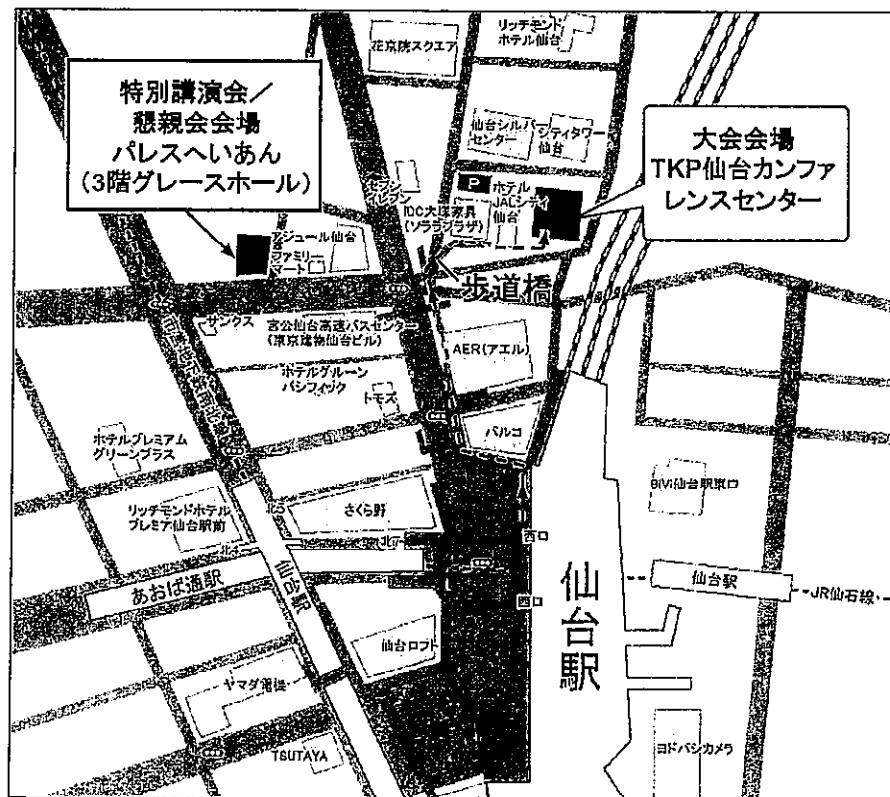 リッチモンド
ホテル仙台
花京院スクエア
特別講演会／
懇親会会場
パレスへいあん
（3階グレースホール）
仙台シルバー
センター
シティタワー
仙台
大会会場
TKP仙台カンファ
レンスセンター
セブン
イレブン
P
ホテル
JALシティ
仙台
IDC大塚家具
(ソララプラザ)
アジュール仙台
ファミリー
マート
歩道橋
サンクス
宮交仙台高速バスセンター
(東京建物仙台ビル)
AER(アエル)
市営地下鉄南北線
ホテルグルーン
パシフィック
トモズ
パルコ
ホテルプレミアム
グリーンプラス
BiVi仙台駅東口
リッチモンドホテル
プレミア仙台駅前
さくら野
西口
仙台駅
あおば通駅
仙台駅
仙台駅
JR仙石線
西口
仙台ロフト
ヤマダ電機
TSUTAYA
ヨドバシカメラ